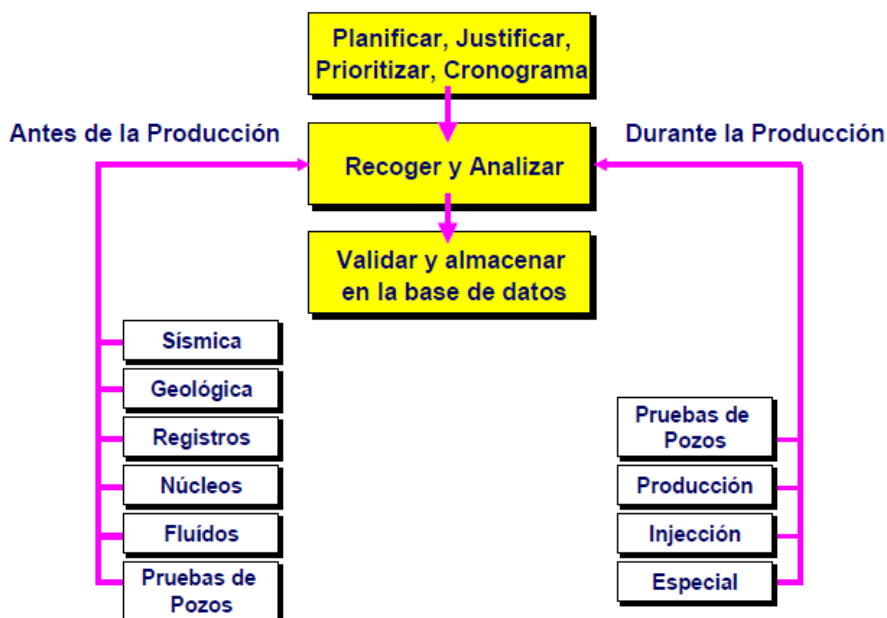 Planificar, Justificar,
Prioritizar, Cronograma
Antes de la Producción
Durante la Producción
Recoger y Analizar
Validar y almacenar
en la base de datos
Sísmica
Geológica
Registros
Núcleos
Fluídos
Pruebas de
Pozos
Pruebas de
Pozos
Producción
Injección
Especial